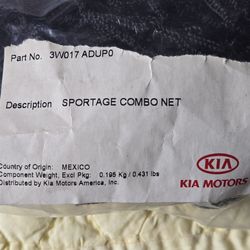 Part No. 3W017 ADUP0
Description SPORTAGE COMBO NET
Country of Origin: MEXICO
Component Weight, Excl Pkg: 0.195 Kg / 0.431 lbs
Distributed by Kia Motors America, Inc.
KIA
KIA MOTORS